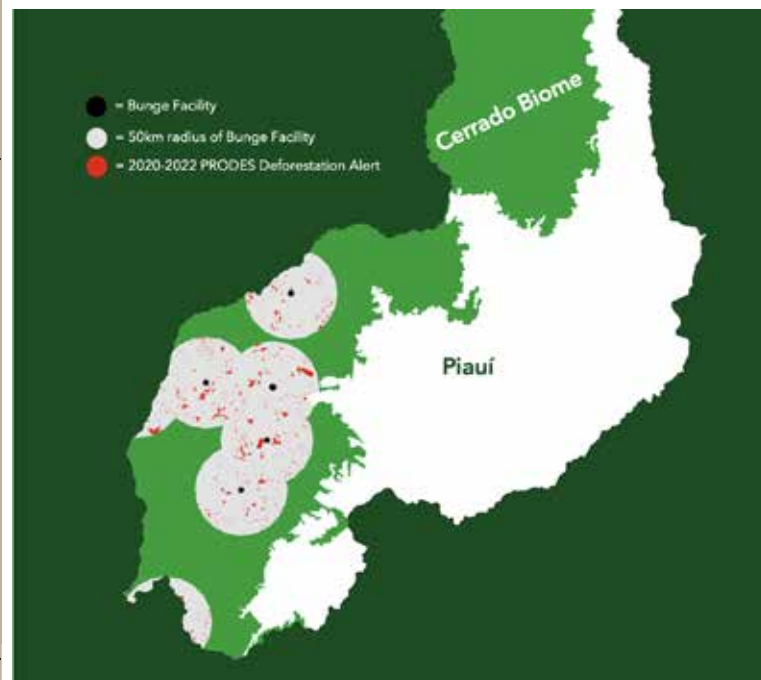 = Bunge Facility
= 50km radius of Bunge Facility
= 2020-2022 PRODES Deforestation Alert
Cerrado Biome
Piauí